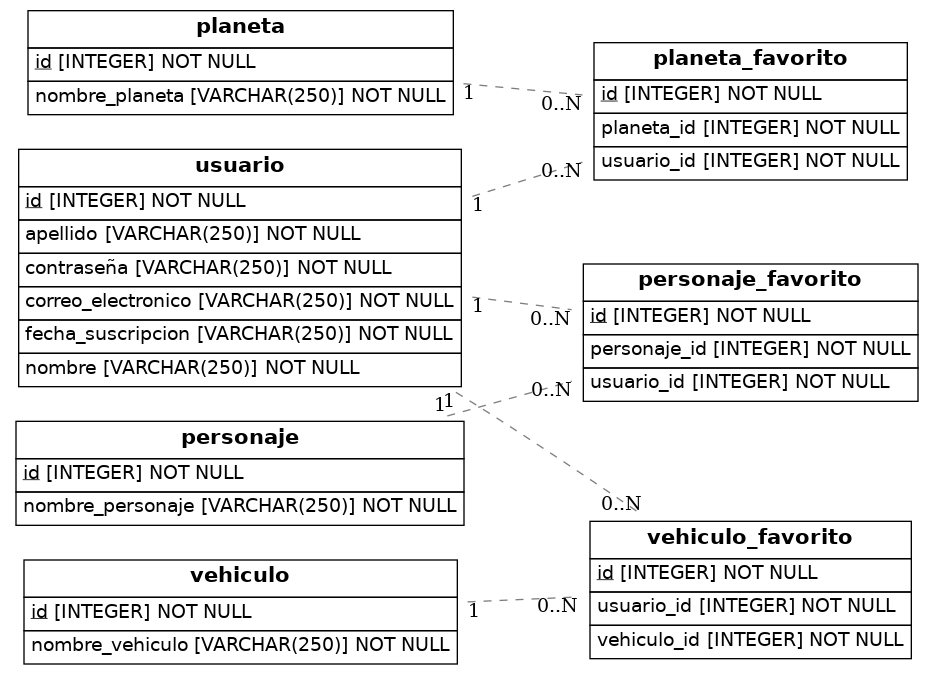 planeta
id [INTEGER] NOT NULL
nombre_planeta [VARCHAR(250)] NOT NULL
planeta_favorito
id [INTEGER] NOT NULL
planeta_id [INTEGER] NOT NULL
usuario_id [INTEGER] NOT NULL
1
0..N
usuario
id [INTEGER] NOT NULL
apellido [VARCHAR(250)] NOT NULL
contraseña [VARCHAR(250)] NOT NULL
correo_electronico [VARCHAR(250)] NOT NULL
fecha_suscripcion [VARCHAR(250)] NOT NULL
nombre [VARCHAR(250)] NOT NULL
0..N
1
personaje_favorito
id [INTEGER] NOT NULL
personaje_id [INTEGER] NOT NULL
usuario_id [INTEGER] NOT NULL
1
0..N
0..N
1
1
personaje
id [INTEGER] NOT NULL
nombre_personaje [VARCHAR(250)] NOT NULL
0..N
vehiculo_favorito
id [INTEGER] NOT NULL
usuario_id [INTEGER] NOT NULL
vehiculo_id [INTEGER] NOT NULL
vehiculo
id [INTEGER] NOT NULL
nombre_vehiculo [VARCHAR(250)] NOT NULL
1
0..N